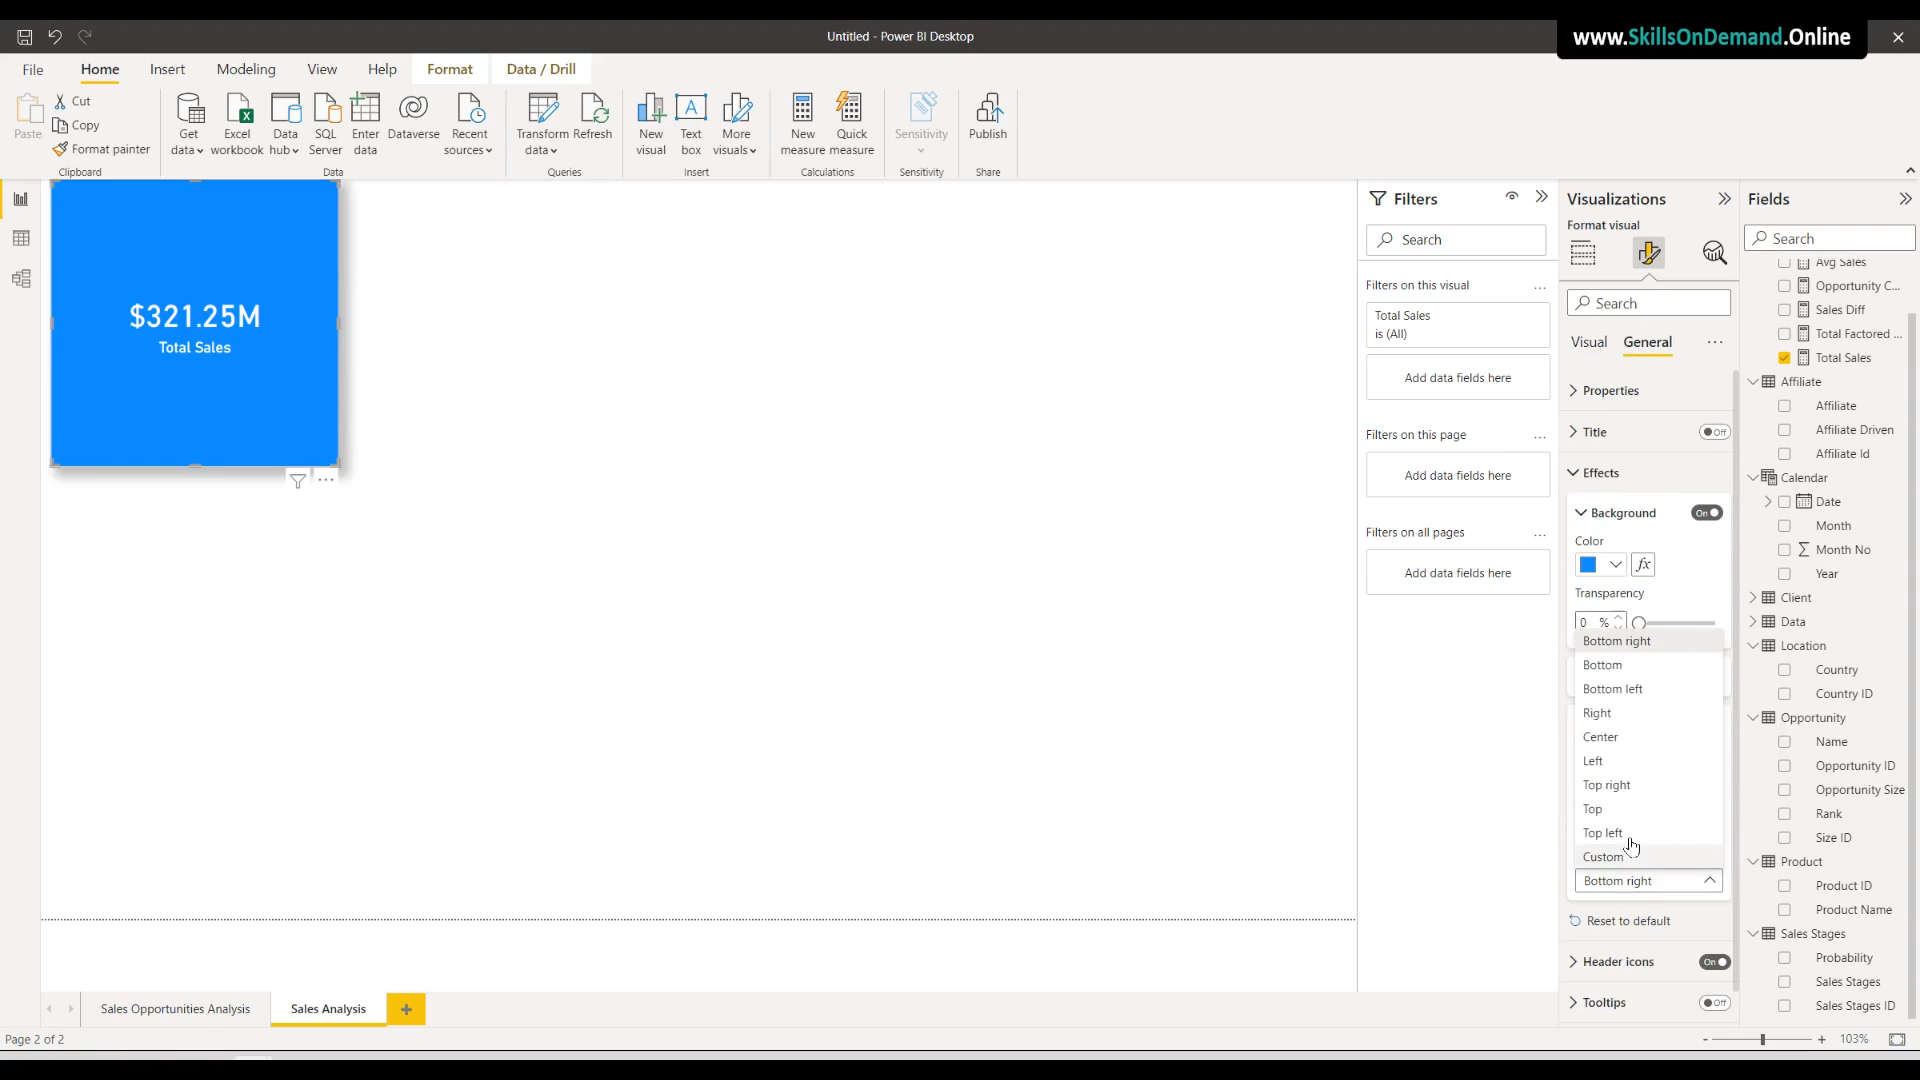 Untitled - Power BI Desktop
www.SkillsOnDemand.Online
File
Home
Insert
Modeling
View
Help
Format
Data / Drill
Paste
Cut
Copy
Format painter
Clipboard
Get
data
Excel
workbook
Data
hub
SQL
Server
Enter
data
Dataverse
Recent
sources
Data
Transform
data
Refresh
Queries
New
visual
Text
box
More
visuals
Insert
New
measure
Quick
measure
Calculations
Sensitivity
Sensitivity
Publish
Share
$321.25M
Total Sales
Filters
Search
Filters on this visual
...
Total Sales
is (All)
Add data fields here
Filters on this page
...
Add data fields here
Filters on all pages
...
Add data fields here
Visualizations
Format visual
Search
Visual
General
...
Properties
Title
Off
Effects
Background
On
Color
fx
Transparency
0 %
Bottom right
Bottom
Bottom left
Right
Center
Left
Top right
Top
Top left
Custom
Bottom right
Reset to default
Header icons
On
Tooltips
Off
Fields
Search
Avg Sales
Opportunity C...
Sales Diff
Total Factored ...
Total Sales
Affiliate
Affiliate
Affiliate Driven
Affiliate Id
Calendar
Date
Month
Month No
Year
Client
Data
Location
Country
Country ID
Opportunity
Name
Opportunity ID
Opportunity Size
Rank
Size ID
Product
Product ID
Product Name
Sales Stages
Probability
Sales Stages
Sales Stages ID
Sales Opportunities Analysis
Sales Analysis
+
Page 2 of 2
- + 103%